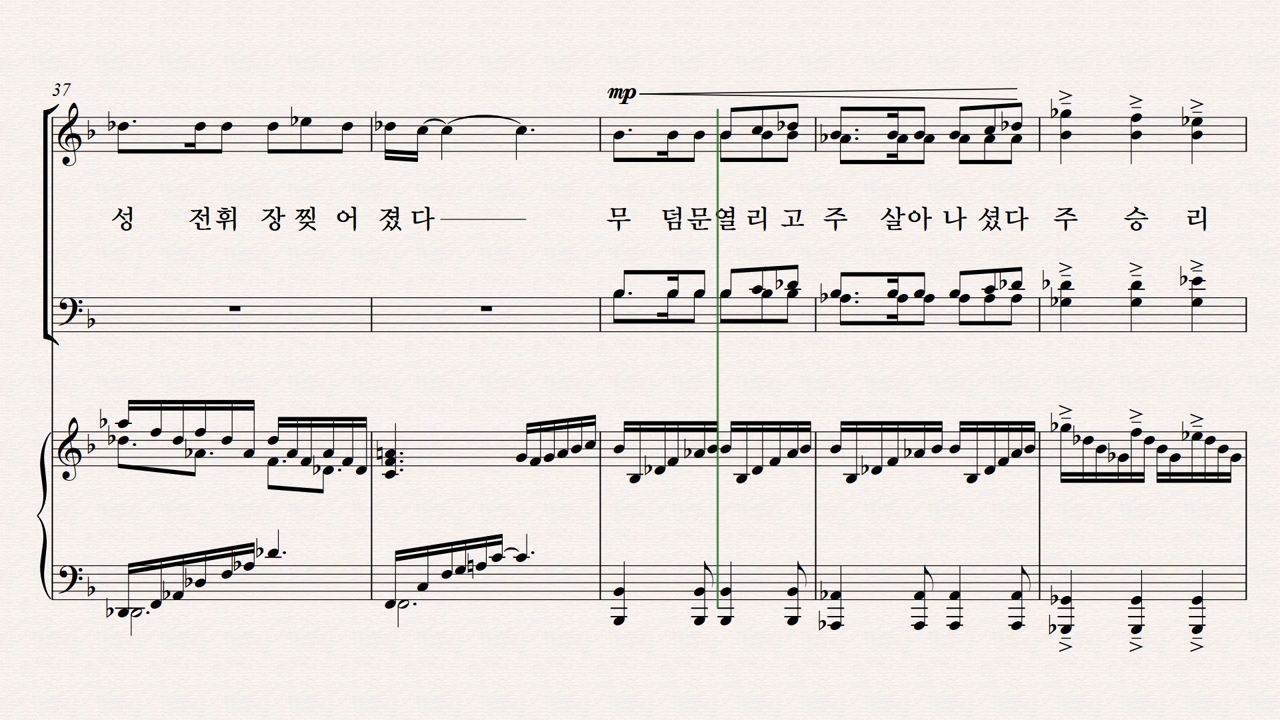 37
mp
성 전휘 장 찢 어 졌 다 무 덤문열 리 고 주 살아 나 셨다 주 승 리